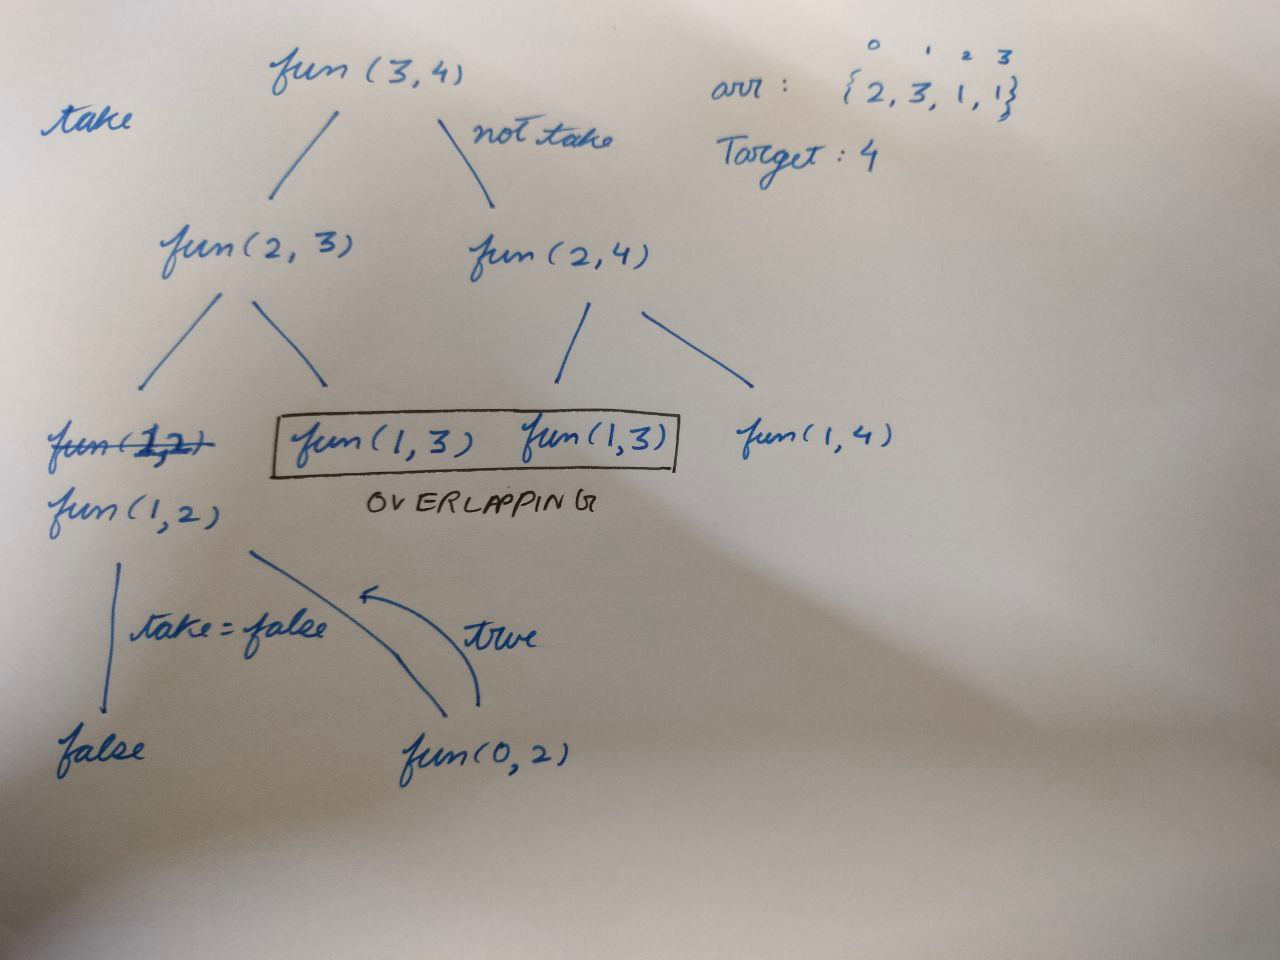 0 1 2 3
fun (3,4)
arr : {2, 3, 1, 1}
take
not take
Target : 4
fun(2, 3)
fun (2,4)
fun(1,2)
fun(1,3) fun(1,3)
fun(1,4)
fun(1,2)
OVERLAPPING
take = false
true
false
fun(0,2)